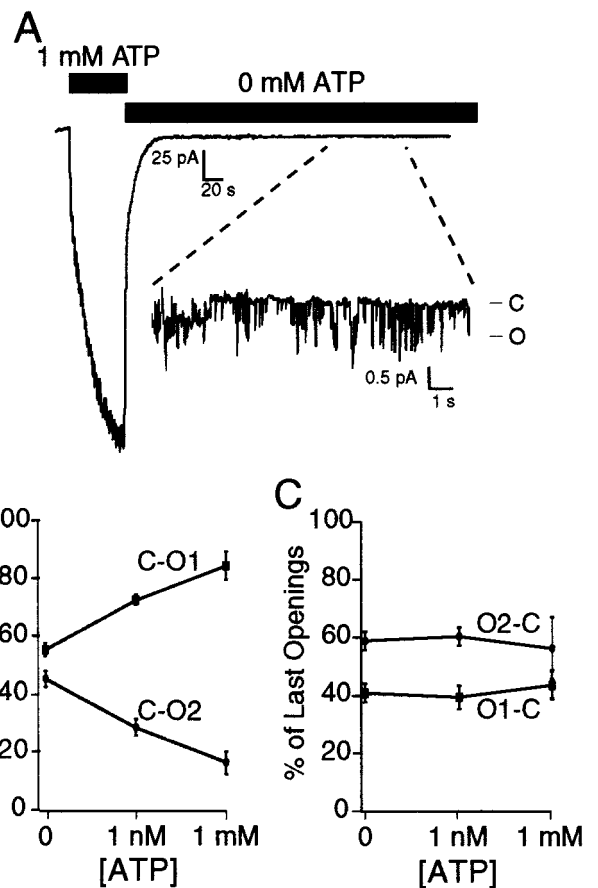 A
1 mM ATP
0 mM ATP
25 pA
20 s
C
O
0.5 pA
1 s
00
80
60
40
20
0
C-O1
C-O2
0 1 nM 1 mM
[ATP]
C
% of Last Openings
100
80
60
40
20
0
O2-C
O1-C
0 1 nM 1 mM
[ATP]